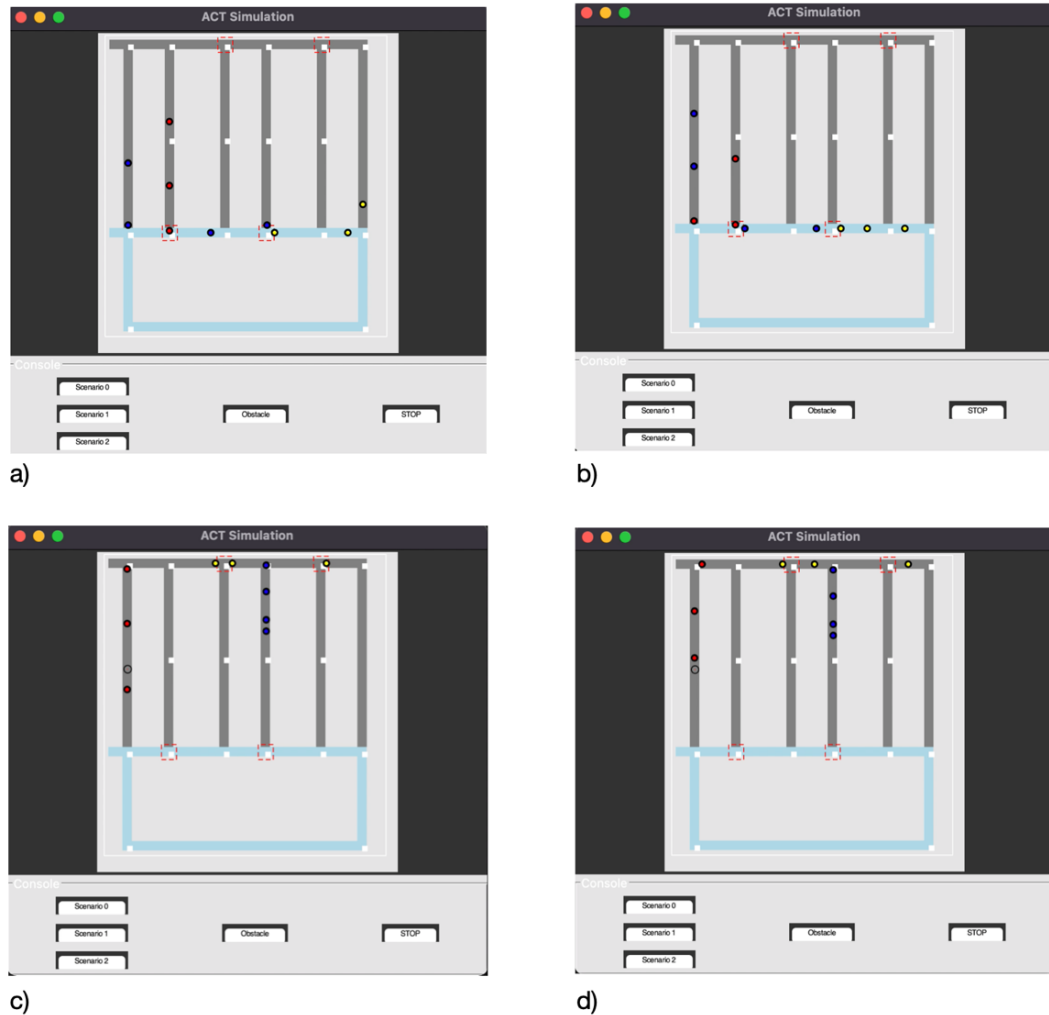 ACT Simulation
Console
Scenario 0
Scenario 1
Obstacle
STOP
Scenario 2
a)
ACT Simulation
Console
Scenario 0
Scenario 1
Obstacle
STOP
Scenario 2
b)
ACT Simulation
Console
Scenario 0
Scenario 1
Obstacle
STOP
Scenario 2
c)
ACT Simulation
Console
Scenario 0
Scenario 1
Obstacle
STOP
Scenario 2
d)